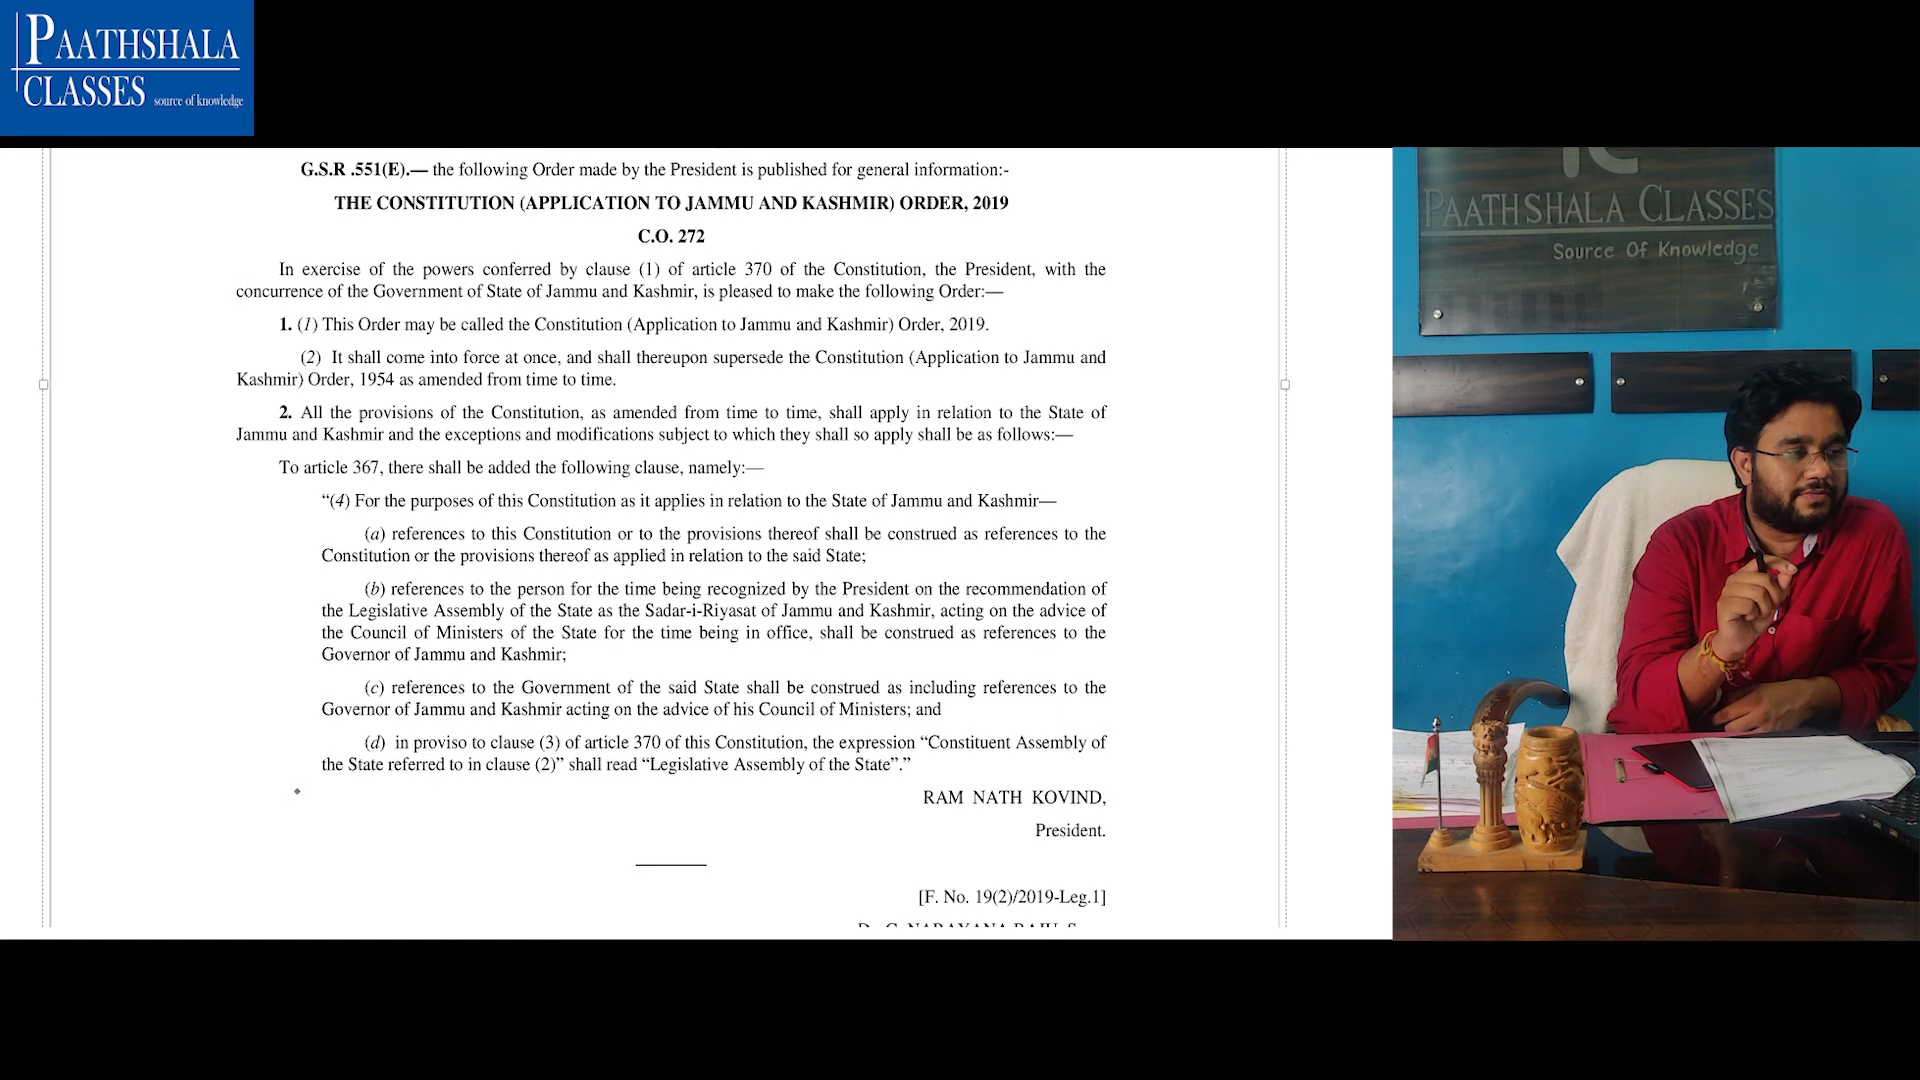 PAATHSHALA
CLASSES source of knowledge
G.S.R .551(E).— the following Order made by the President is published for general information:-
THE CONSTITUTION (APPLICATION TO JAMMU AND KASHMIR) ORDER, 2019
C.O. 272
In exercise of the powers conferred by clause (1) of article 370 of the Constitution, the President, with the
concurrence of the Government of State of Jammu and Kashmir, is pleased to make the following Order:—
1. (1) This Order may be called the Constitution (Application to Jammu and Kashmir) Order, 2019.
(2) It shall come into force at once, and shall thereupon supersede the Constitution (Application to Jammu and
Kashmir) Order, 1954 as amended from time to time.
2. All the provisions of the Constitution, as amended from time to time, shall apply in relation to the State of
Jammu and Kashmir and the exceptions and modifications subject to which they shall so apply shall be as follows:—
To article 367, there shall be added the following clause, namely:—
“(4) For the purposes of this Constitution as it applies in relation to the State of Jammu and Kashmir—
(a) references to this Constitution or to the provisions thereof shall be construed as references to the
Constitution or the provisions thereof as applied in relation to the said State;
(b) references to the person for the time being recognized by the President on the recommendation of
the Legislative Assembly of the State as the Sadar-i-Riyasat of Jammu and Kashmir, acting on the advice of
the Council of Ministers of the State for the time being in office, shall be construed as references to the
Governor of Jammu and Kashmir;
(c) references to the Government of the said State shall be construed as including references to the
Governor of Jammu and Kashmir acting on the advice of his Council of Ministers; and
(d) in proviso to clause (3) of article 370 of this Constitution, the expression “Constituent Assembly of
the State referred to in clause (2)” shall read “Legislative Assembly of the State”.”
RAM NATH KOVIND,
President.
[F. No. 19(2)/2019-Leg.1]
PAATHSHALA CLASSES
Source Of Knowledge